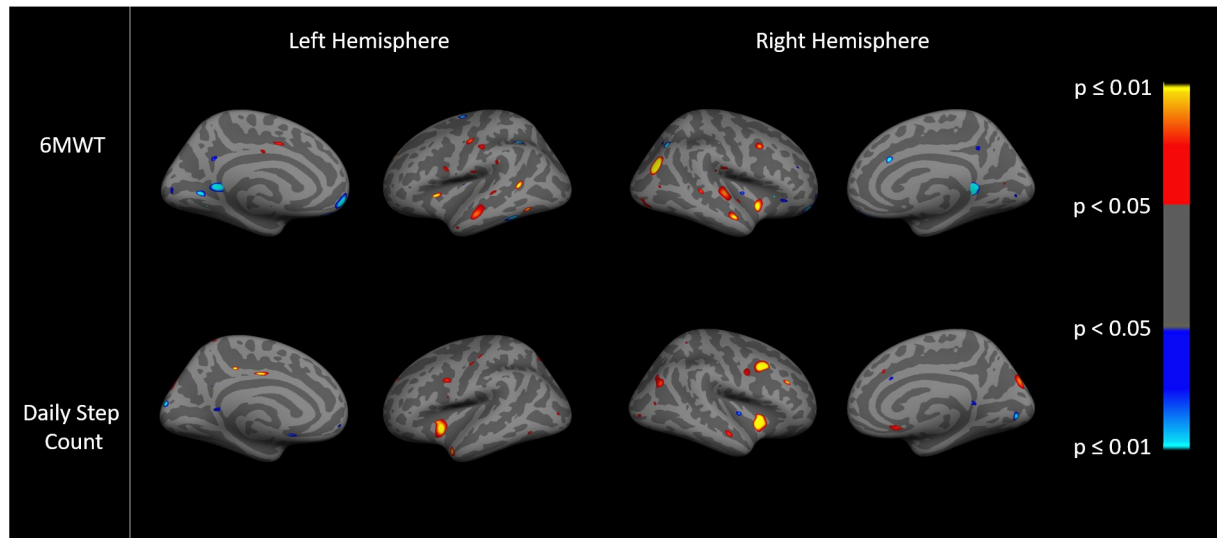 Left Hemisphere
Right Hemisphere
p ≤ 0.01
6MWT
p < 0.05
p < 0.05
Daily Step
Count
p ≤ 0.01